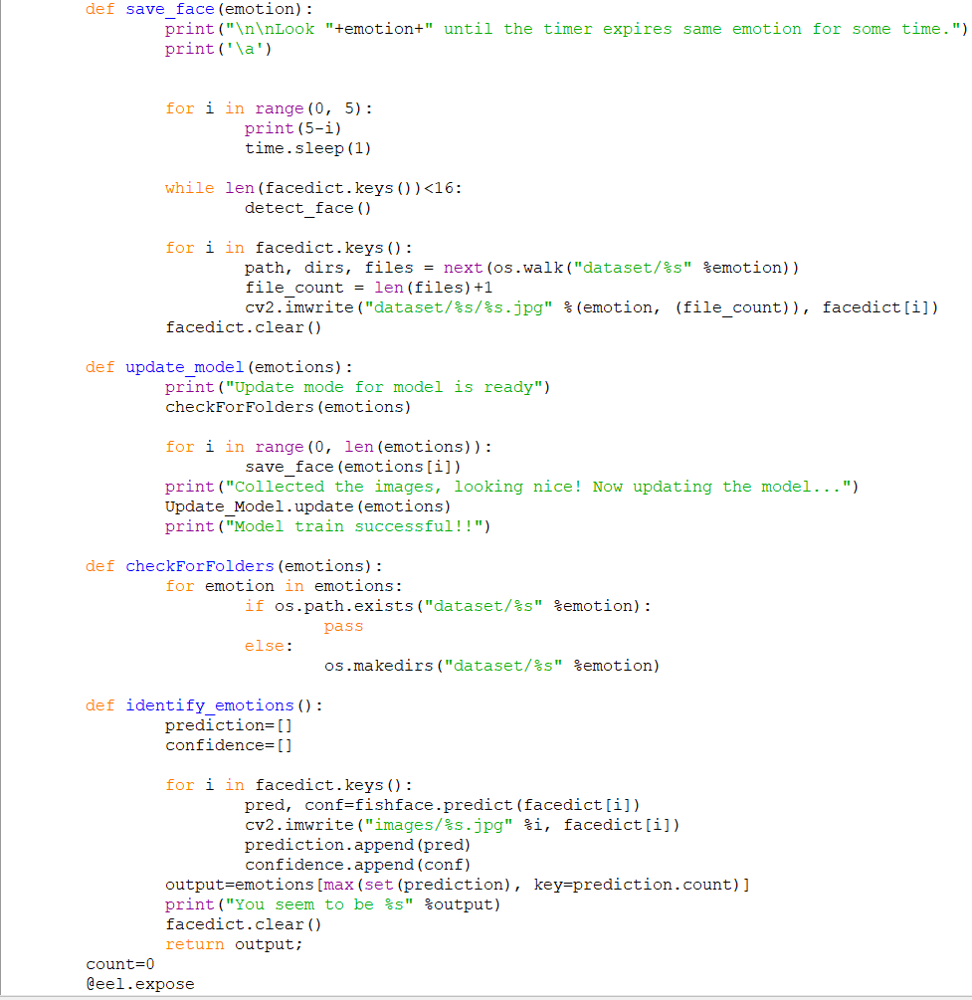 def save_face(emotion):
print("\n\nLook "+emotion+" until the timer expires same emotion for some time.")
print('\a')
for i in range(0, 5):
print(5-i)
time.sleep(1)
while len(facedict.keys())<16:
detect_face()
for i in facedict.keys():
path, dirs, files = next(os.walk("dataset/%s" %emotion))
file_count = len(files)+1
cv2.imwrite("dataset/%s/%s.jpg" %(emotion, (file_count)), facedict[i])
facedict.clear()
def update_model(emotions):
print("Update mode for model is ready")
checkForFolders(emotions)
for i in range(0, len(emotions)):
save_face(emotions[i])
print("Collected the images, looking nice! Now updating the model...")
Update_Model.update(emotions)
print("Model train successful!!")
def checkForFolders(emotions):
for emotion in emotions:
if os.path.exists("dataset/%s" %emotion):
pass
else:
os.makedirs("dataset/%s" %emotion)
def identify_emotions():
prediction=[]
confidence=[]
for i in facedict.keys():
pred, conf=fishface.predict(facedict[i])
cv2.imwrite("images/%s.jpg" %i, facedict[i])
prediction.append(pred)
confidence.append(conf)
output=emotions[max(set(prediction), key=prediction.count)]
print("You seem to be %s" %output)
facedict.clear()
return output;
count=0
@eel.expose